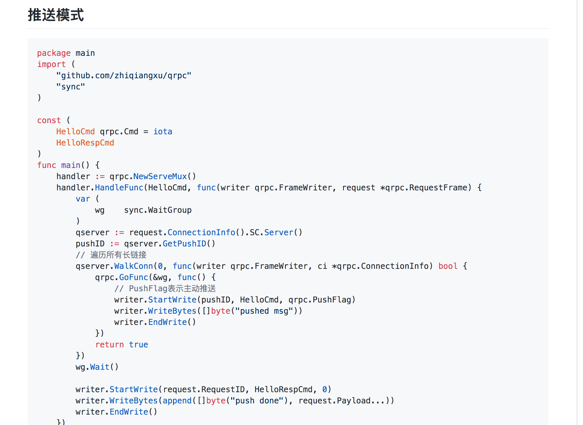 推送模式
package main
import (
    "github.com/zhiqiangxu/qrpc"
    "sync"
)

const (
    HelloCmd qrpc.Cmd = iota
    HelloRespCmd
)
func main() {
    handler := qrpc.NewServeMux()
    handler.HandleFunc(HelloCmd, func(writer qrpc.FrameWriter, request *qrpc.RequestFrame) {
        var (
            wg    sync.WaitGroup
        )
        qserver := request.ConnectionInfo().SC.Server()
        pushID := qserver.GetPushID()
        // 遍历所有长链接
        qserver.WalkConn(0, func(writer qrpc.FrameWriter, ci *qrpc.ConnectionInfo) bool {
            qrpc.GoFunc(&wg, func() {
                // PushFlag表示主动推送
                writer.StartWrite(pushID, HelloCmd, qrpc.PushFlag)
                writer.WriteBytes([]byte("pushed msg"))
                writer.EndWrite()
            })
            return true
        })
        wg.Wait()

        writer.StartWrite(request.RequestID, HelloRespCmd, 0)
        writer.WriteBytes(append([]byte("push done"), request.Payload...))
        writer.EndWrite()
    })